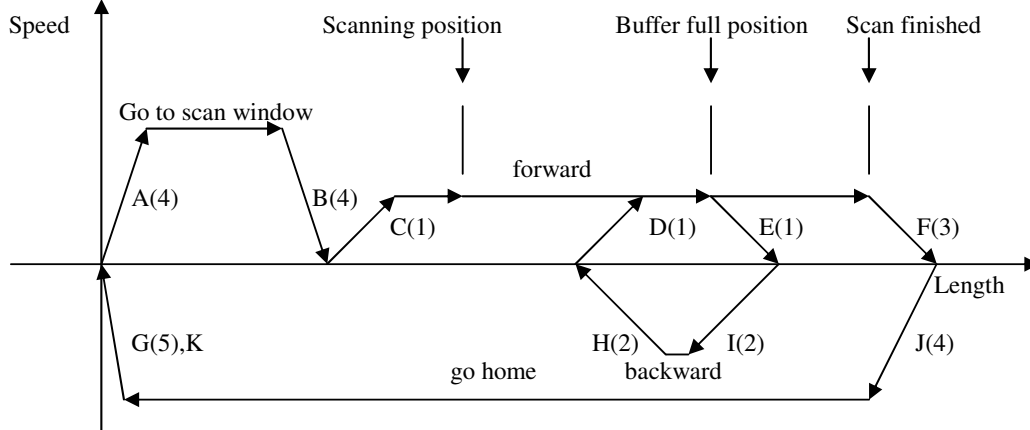 Speed
Scanning position
Buffer full position
Scan finished
Go to scan window
forward
A(4)
B(4)
C(1)
D(1)
E(1)
F(3)
Length
G(5),K
H(2)
I(2)
J(4)
go home
backward